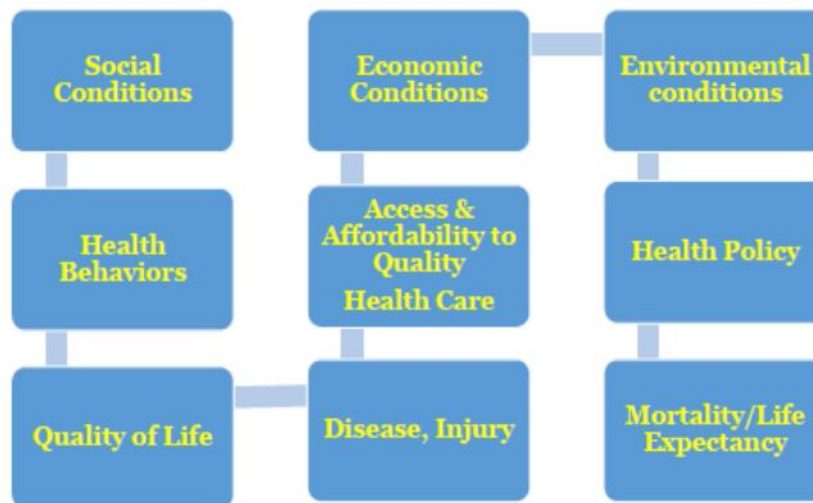 Social
Conditions
Economic
Conditions
Environmental
conditions
Health
Behaviors
Access &
Affordability to
Quality
Health Care
Health Policy
Quality of Life
Disease, Injury
Mortality/Life
Expectancy